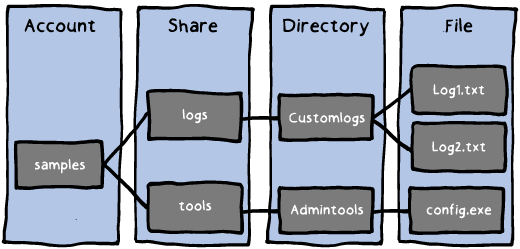 Account
Share
Directory
File
samples
logs
tools
Customlogs
Admintools
Log1.txt
Log2.txt
config.exe